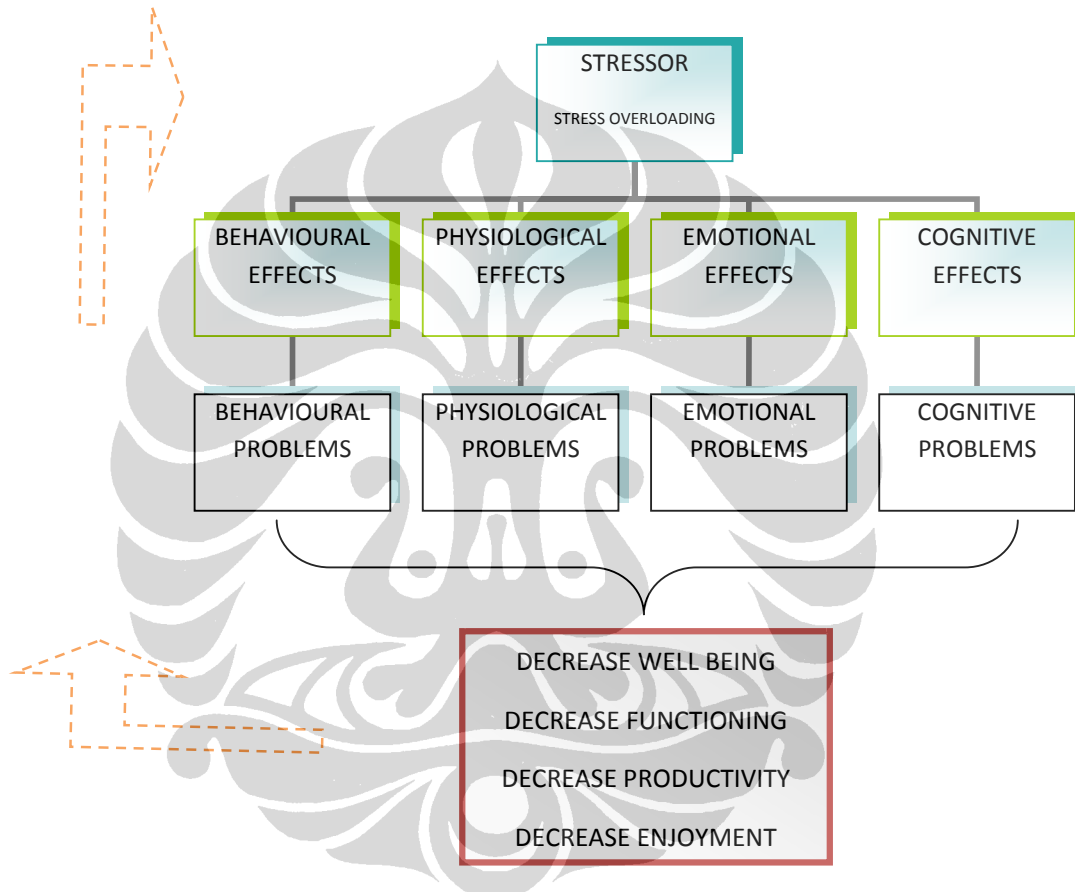 STRESSOR
STRESS OVERLOADING
BEHAVIOURAL
EFFECTS
PHYSIOLOGICAL
EFFECTS
EMOTIONAL
EFFECTS
COGNITIVE
EFFECTS
BEHAVIOURAL
PROBLEMS
PHYSIOLOGICAL
PROBLEMS
EMOTIONAL
PROBLEMS
COGNITIVE
PROBLEMS
DECREASE WELL BEING
DECREASE FUNCTIONING
DECREASE PRODUCTIVITY
DECREASE ENJOYMENT